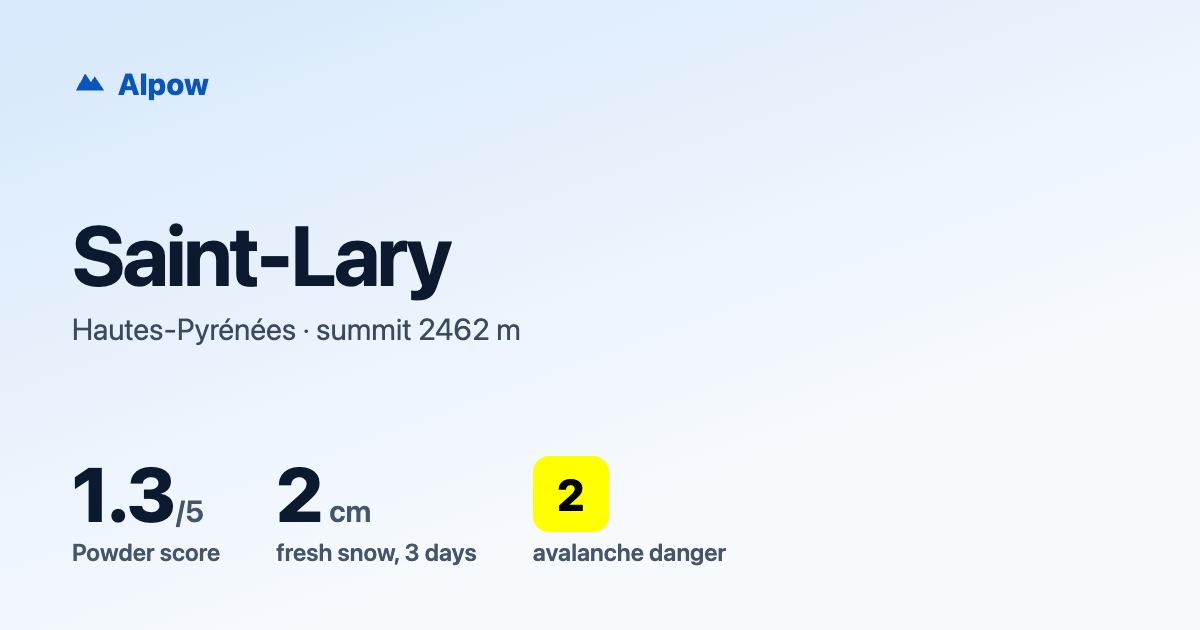 Alpow
Saint-Lary
Hautes-Pyrénées · summit 2462 m
1.3/5
Powder score
2 cm
fresh snow, 3 days
2
avalanche danger